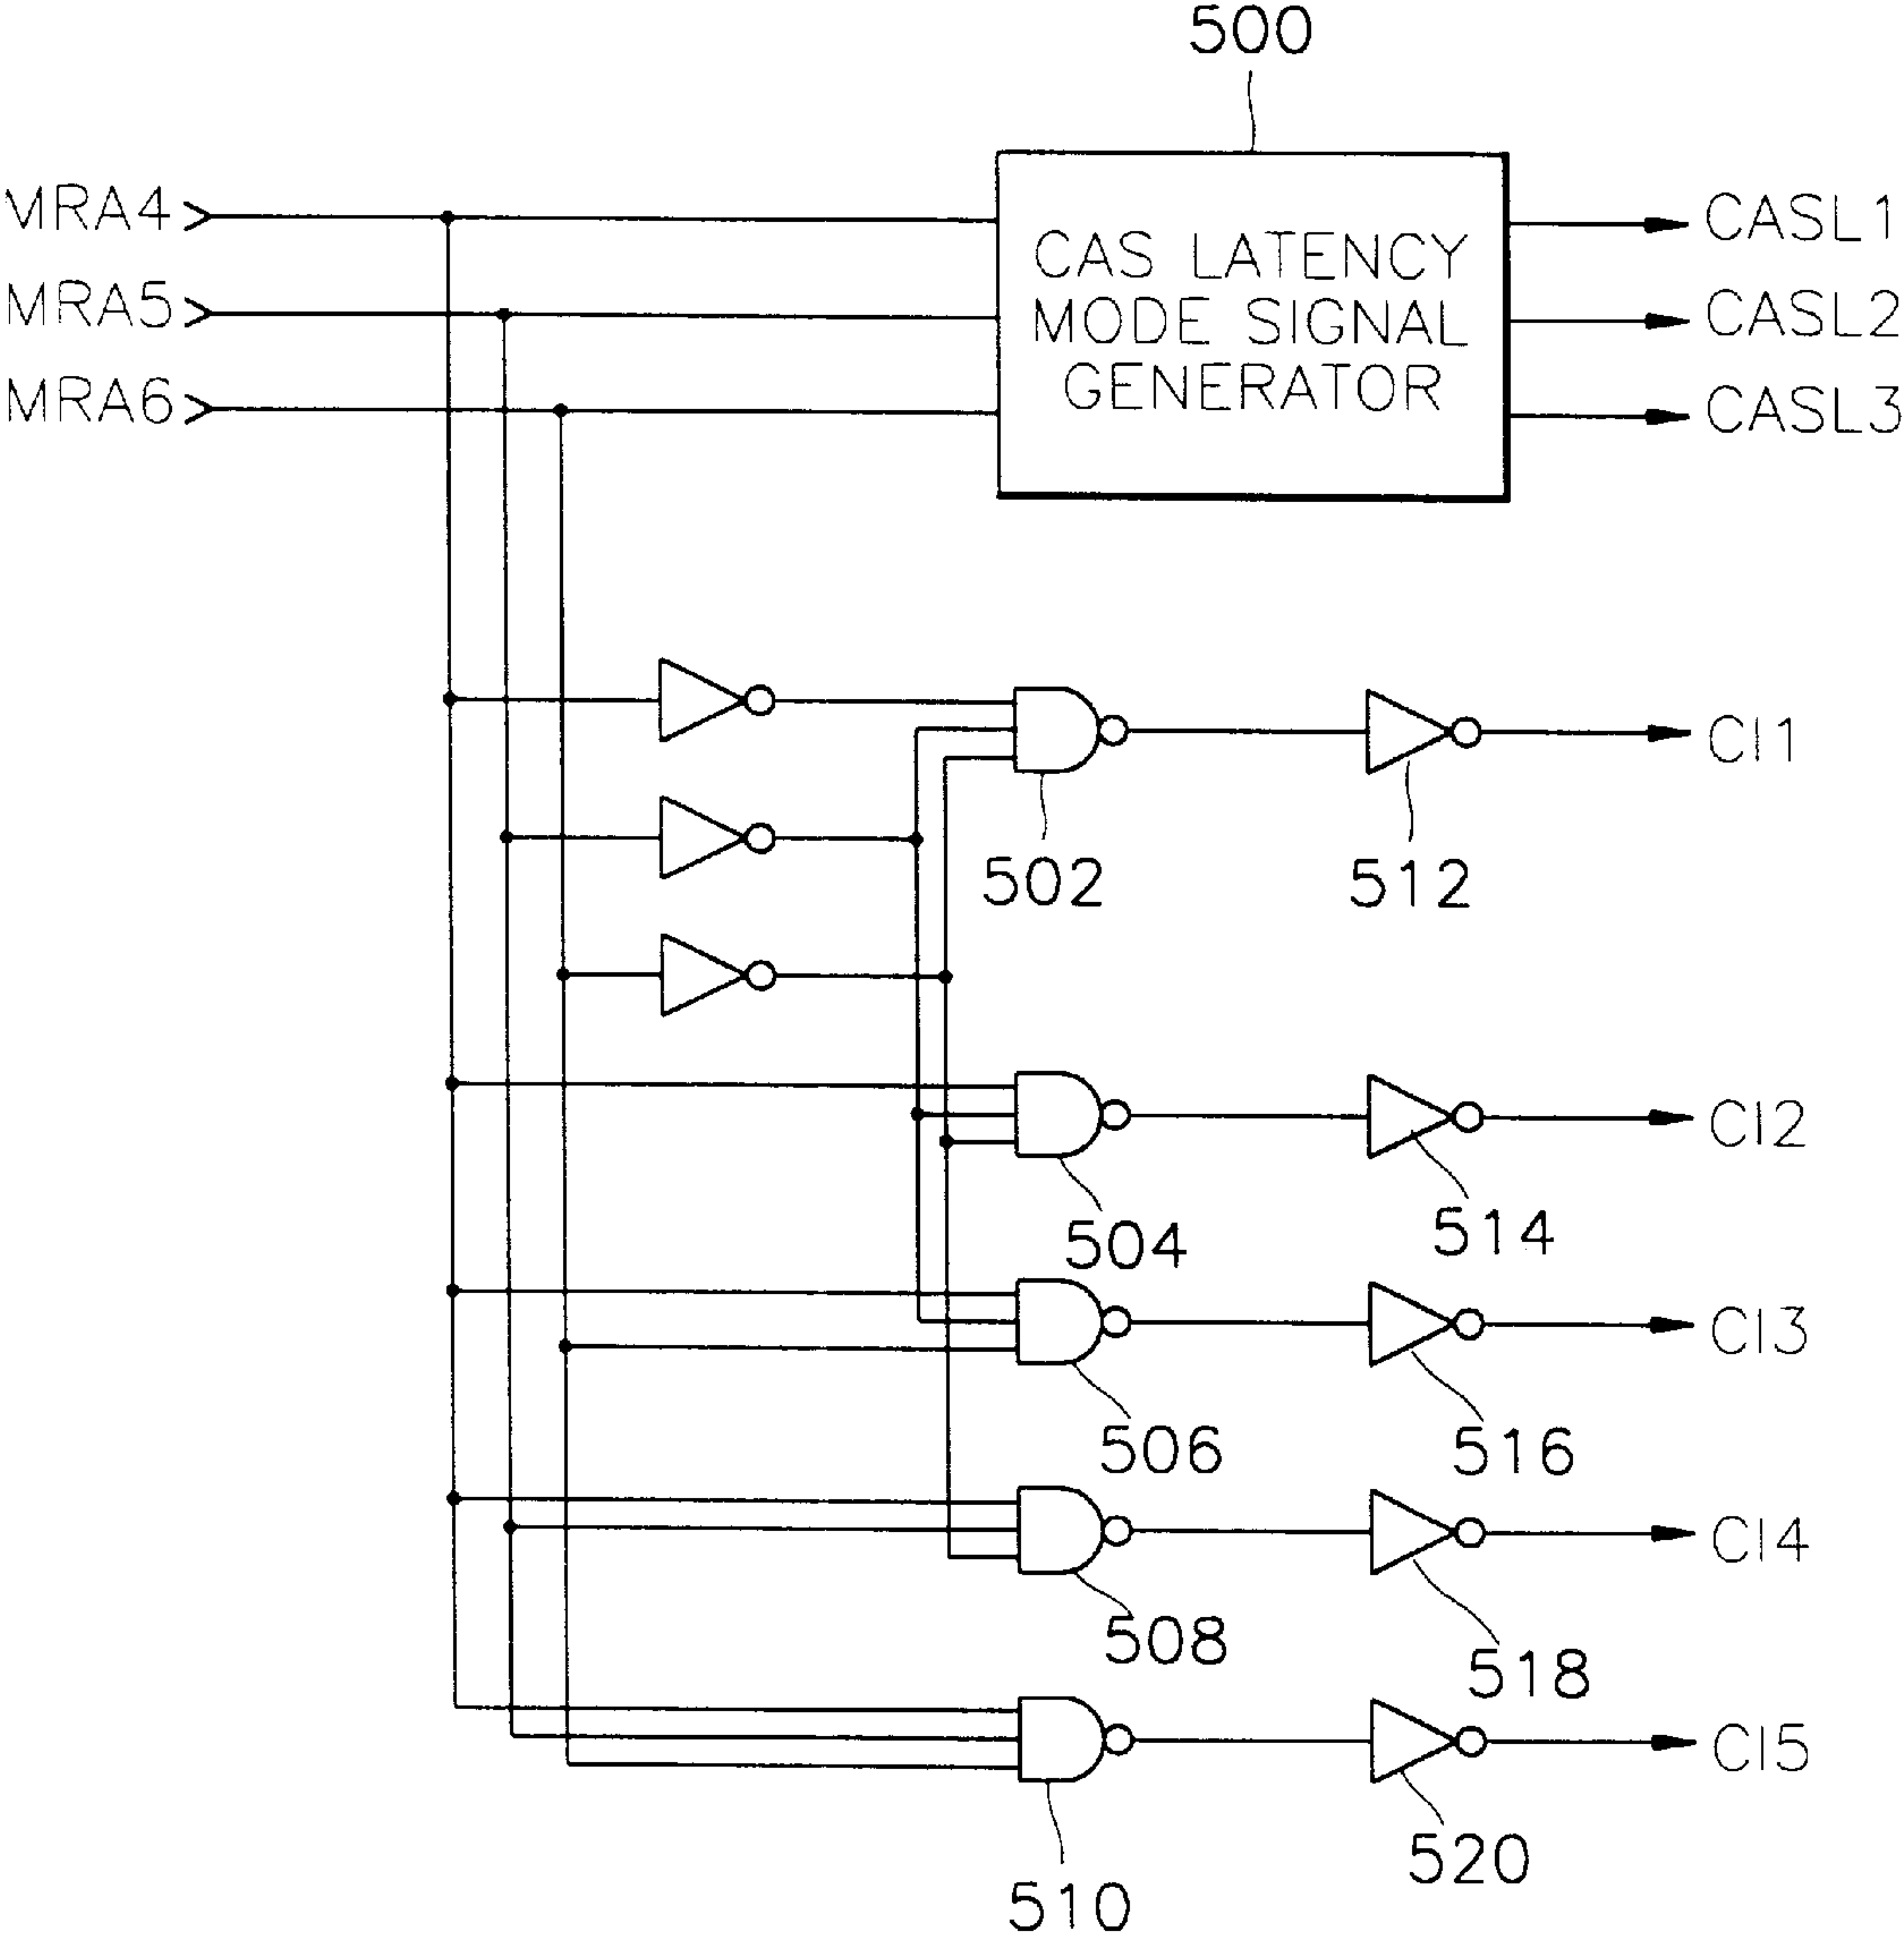 500
MRA4
MRA5
MRA6
CAS LATENCY
MODE SIGNAL
GENERATOR
CASL1
CASL2
CASL3
CI1
502
512
CI2
504
514
CI3
506
516
CI4
508
518
CI5
510
520